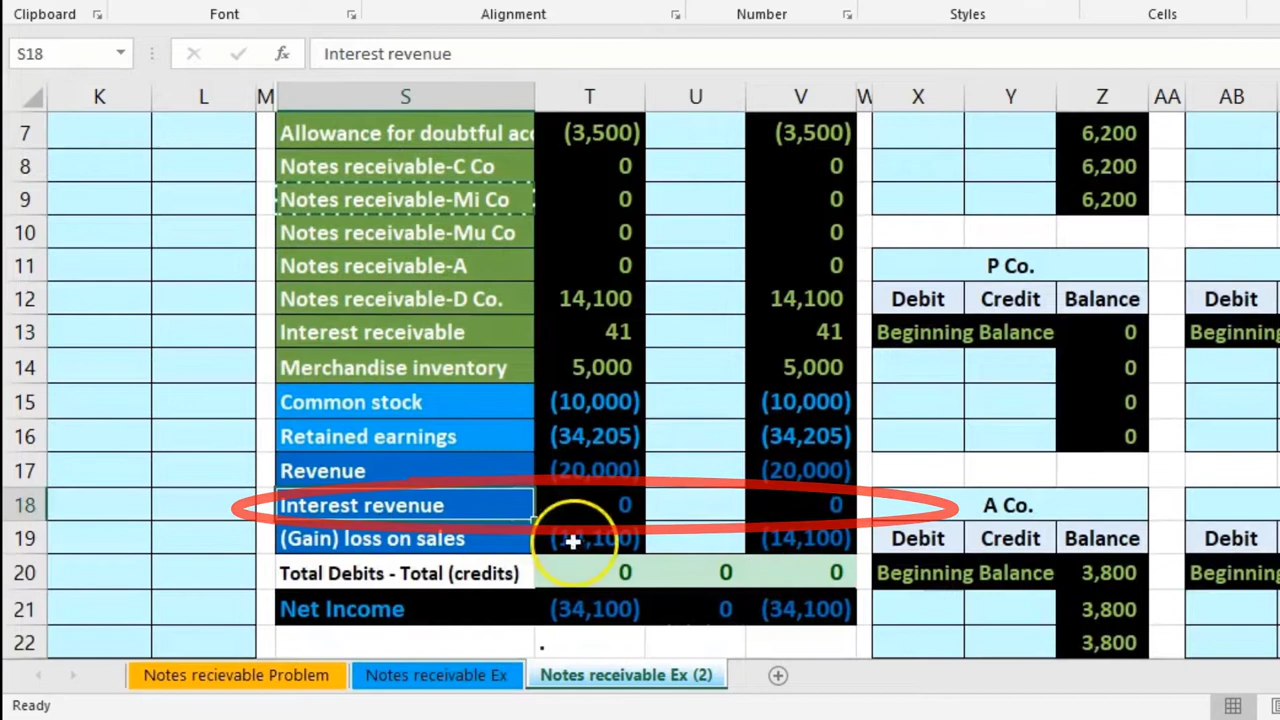 Clipboard Font Alignment Number Styles Cells
S18 fx Interest revenue
K L M S T U V W X Y Z AA AB
7 Allowance for doubtful acc (3,500) (3,500) 6,200
8 Notes receivable-C Co 0 0 6,200
9 Notes receivable-Mi Co 0 0 6,200
10 Notes receivable-Mu Co 0 0
11 Notes receivable-A 0 0 P Co.
12 Notes receivable-D Co. 14,100 14,100 Debit Credit Balance Debit
13 Interest receivable 41 41 Beginning Balance 0 Beginning
14 Merchandise inventory 5,000 5,000 0
15 Common stock (10,000) (10,000) 0
16 Retained earnings (34,205) (34,205) 0
17 Revenue (20,000) (20,000)
18 Interest revenue 0 0 A Co.
19 (Gain) loss on sales (14,100) (14,100) Debit Credit Balance Debit
20 Total Debits - Total (credits) 0 0 0 Beginning Balance 3,800 Beginning
21 Net Income (34,100) 0 (34,100) 3,800
22 . 3,800
Notes recievable Problem Notes receivable Ex Notes receivable Ex (2)
Ready